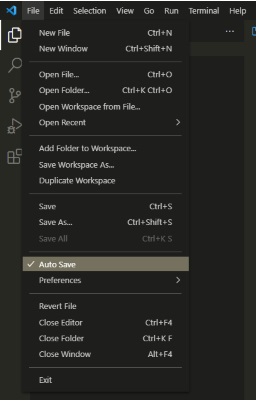 File Edit Selection View Go Run Terminal Help
New File Ctrl+N
New Window Ctrl+Shift+N
Open File... Ctrl+O
Open Folder... Ctrl+K Ctrl+O
Open Workspace from File...
Open Recent
Add Folder to Workspace...
Save Workspace As...
Duplicate Workspace
Save Ctrl+S
Save As... Ctrl+Shift+S
Save All Ctrl+K S
Auto Save
Preferences
Revert File
Close Editor Ctrl+F4
Close Folder Ctrl+K F
Close Window Alt+F4
Exit